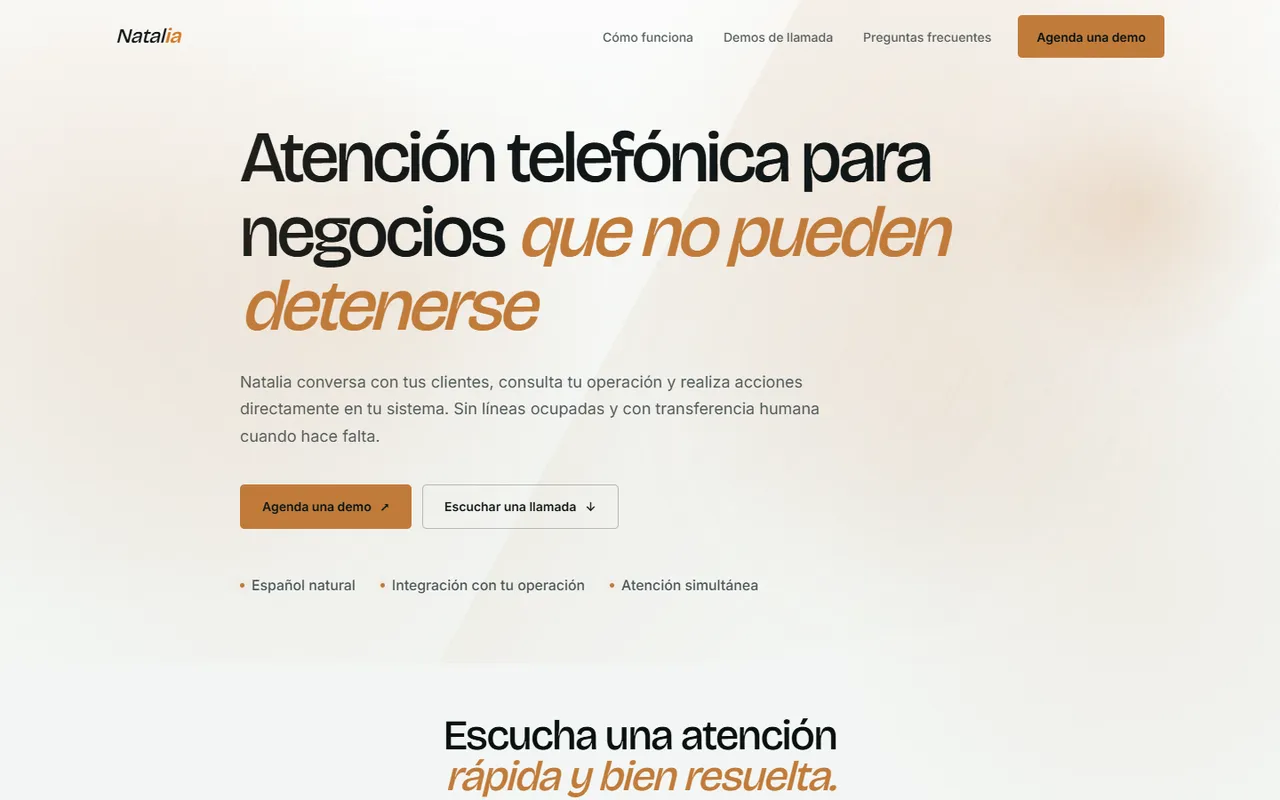 Natalia
Cómo funciona
Demos de llamada
Preguntas frecuentes
Agenda una demo
Atención telefónica para
negocios que no pueden
detenerse
Natalia conversa con tus clientes, consulta tu operación y realiza acciones
directamente en tu sistema. Sin líneas ocupadas y con transferencia humana
cuando hace falta.
Agenda una demo ↗
Escuchar una llamada ↓
• Español natural
• Integración con tu operación
• Atención simultánea
Escucha una atención
rápida y bien resuelta.